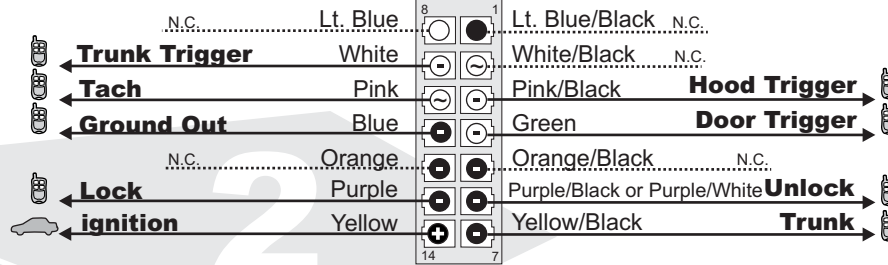 8 1
N.C. Lt. Blue Lt. Blue/Black N.C.
Trunk Trigger White White/Black N.C.
Tach Pink Pink/Black Hood Trigger
Ground Out Blue Green Door Trigger
N.C. Orange Orange/Black N.C.
Lock Purple Purple/Black or Purple/White Unlock
ignition Yellow Yellow/Black Trunk
14 7
2